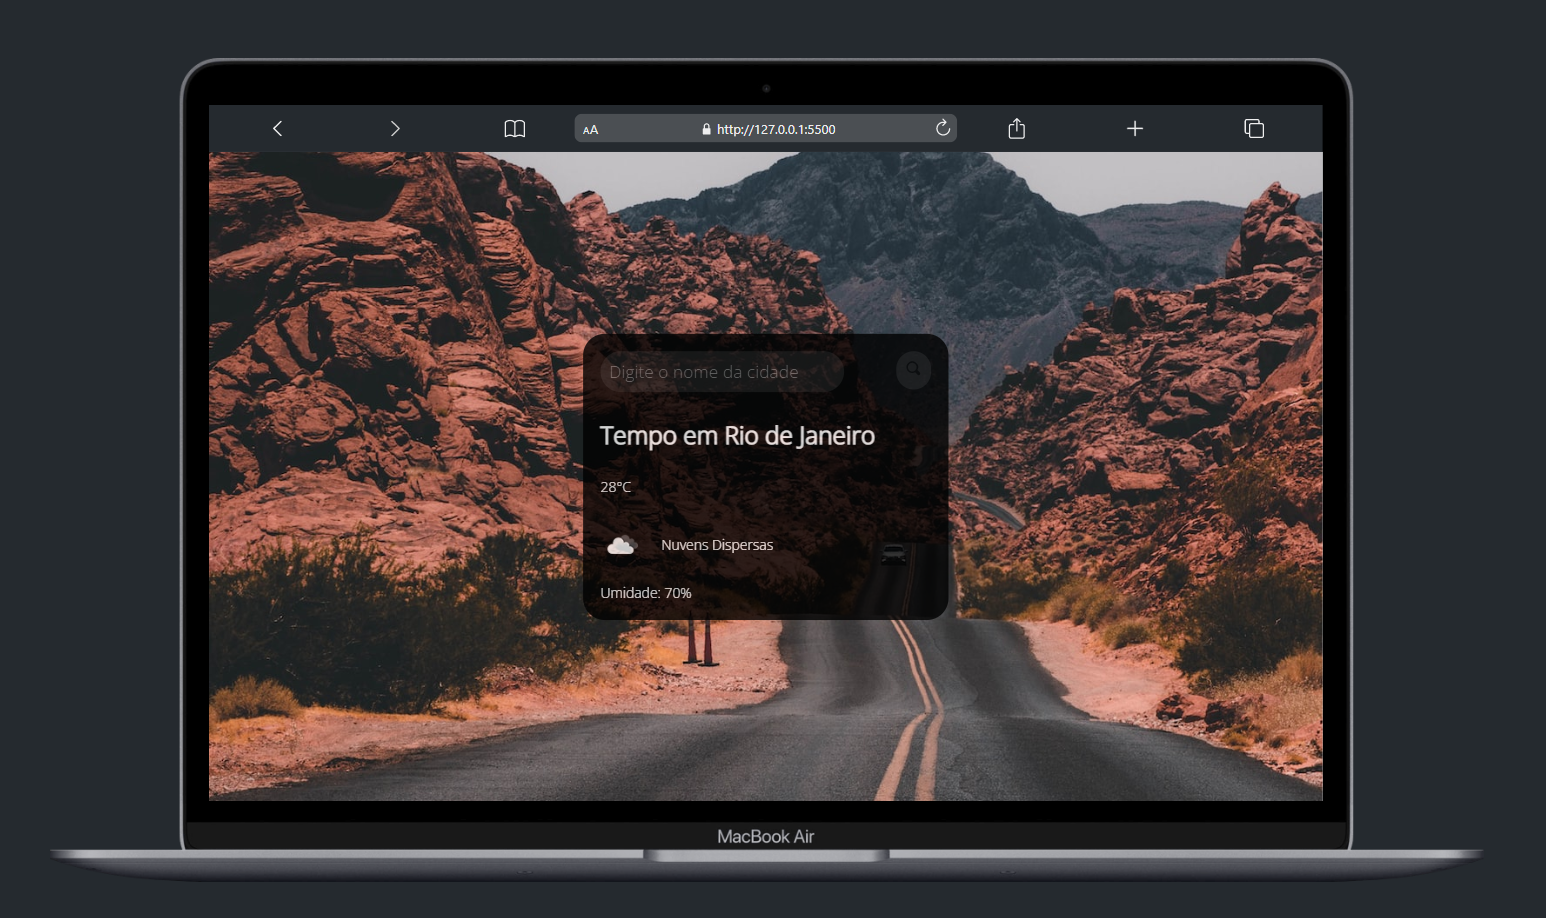 AA
http://127.0.0.1:5500
Digite o nome da cidade
Tempo em Rio de Janeiro
28°C
Nuvens Dispersas
Umidade: 70%
MacBook Air